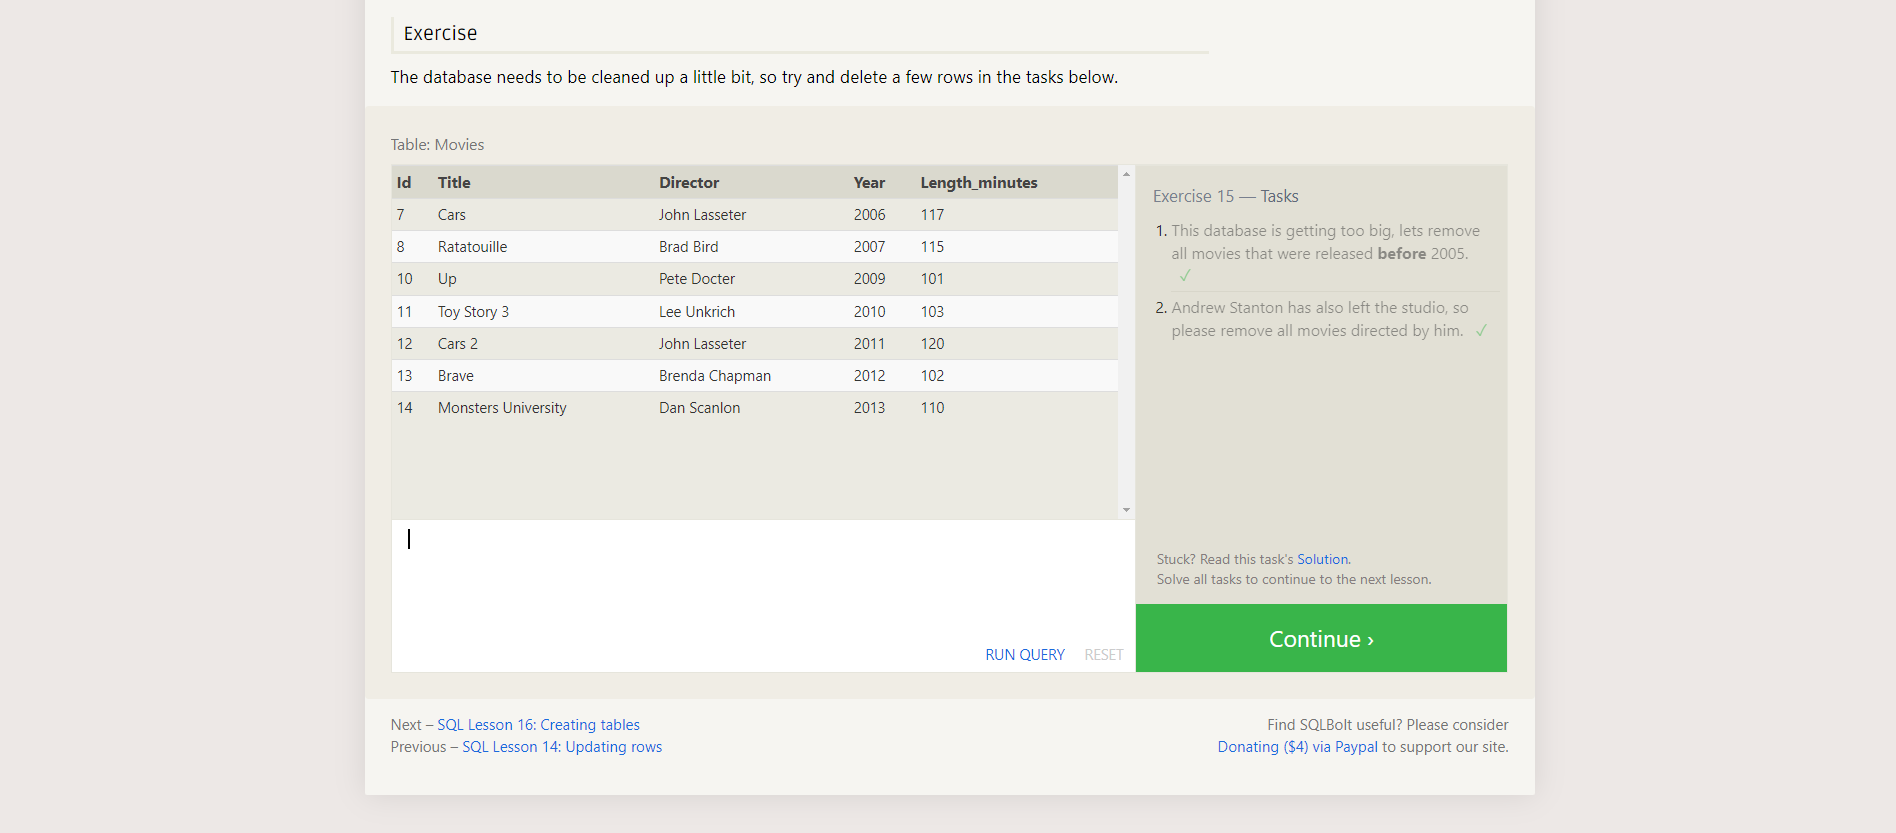 Exercise
The database needs to be cleaned up a little bit, so try and delete a few rows in the tasks below.
Table: Movies
Id Title Director Year Length_minutes
7 Cars John Lasseter 2006 117
8 Ratatouille Brad Bird 2007 115
10 Up Pete Docter 2009 101
11 Toy Story 3 Lee Unkrich 2010 103
12 Cars 2 John Lasseter 2011 120
13 Brave Brenda Chapman 2012 102
14 Monsters University Dan Scanlon 2013 110
RUN QUERY RESET
Exercise 15 — Tasks
1. This database is getting too big, lets remove
all movies that were released before 2005.
✓
2. Andrew Stanton has also left the studio, so
please remove all movies directed by him. ✓
Stuck? Read this task's Solution.
Solve all tasks to continue to the next lesson.
Continue ›
Next – SQL Lesson 16: Creating tables
Previous – SQL Lesson 14: Updating rows
Find SQLBolt useful? Please consider
Donating ($4) via Paypal to support our site.